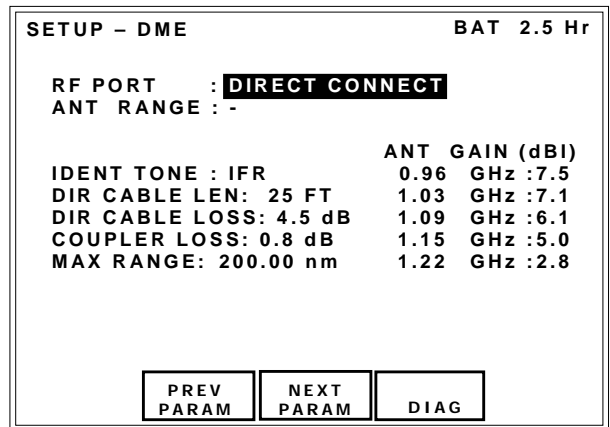 SETUP – DME BAT 2.5 Hr
RF PORT : DIRECT CONNECT
ANT RANGE : -
ANT GAIN (dBI)
IDENT TONE : IFR 0.96 GHz :7.5
DIR CABLE LEN: 25 FT 1.03 GHz :7.1
DIR CABLE LOSS: 4.5 dB 1.09 GHz :6.1
COUPLER LOSS: 0.8 dB 1.15 GHz :5.0
MAX RANGE: 200.00 nm 1.22 GHz :2.8
PREV PARAM
NEXT PARAM
DIAG